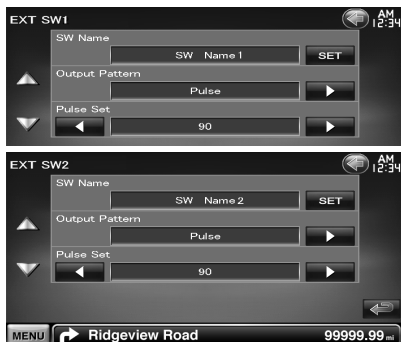 EXT SW1
AM
12:34
SW Name
SW Name 1
SET
Output Pattern
Pulse
Pulse Set
90
EXT SW2
AM
12:34
SW Name
SW Name 2
SET
Output Pattern
Pulse
Pulse Set
90
MENU
Ridgeview Road
99999.99 mi